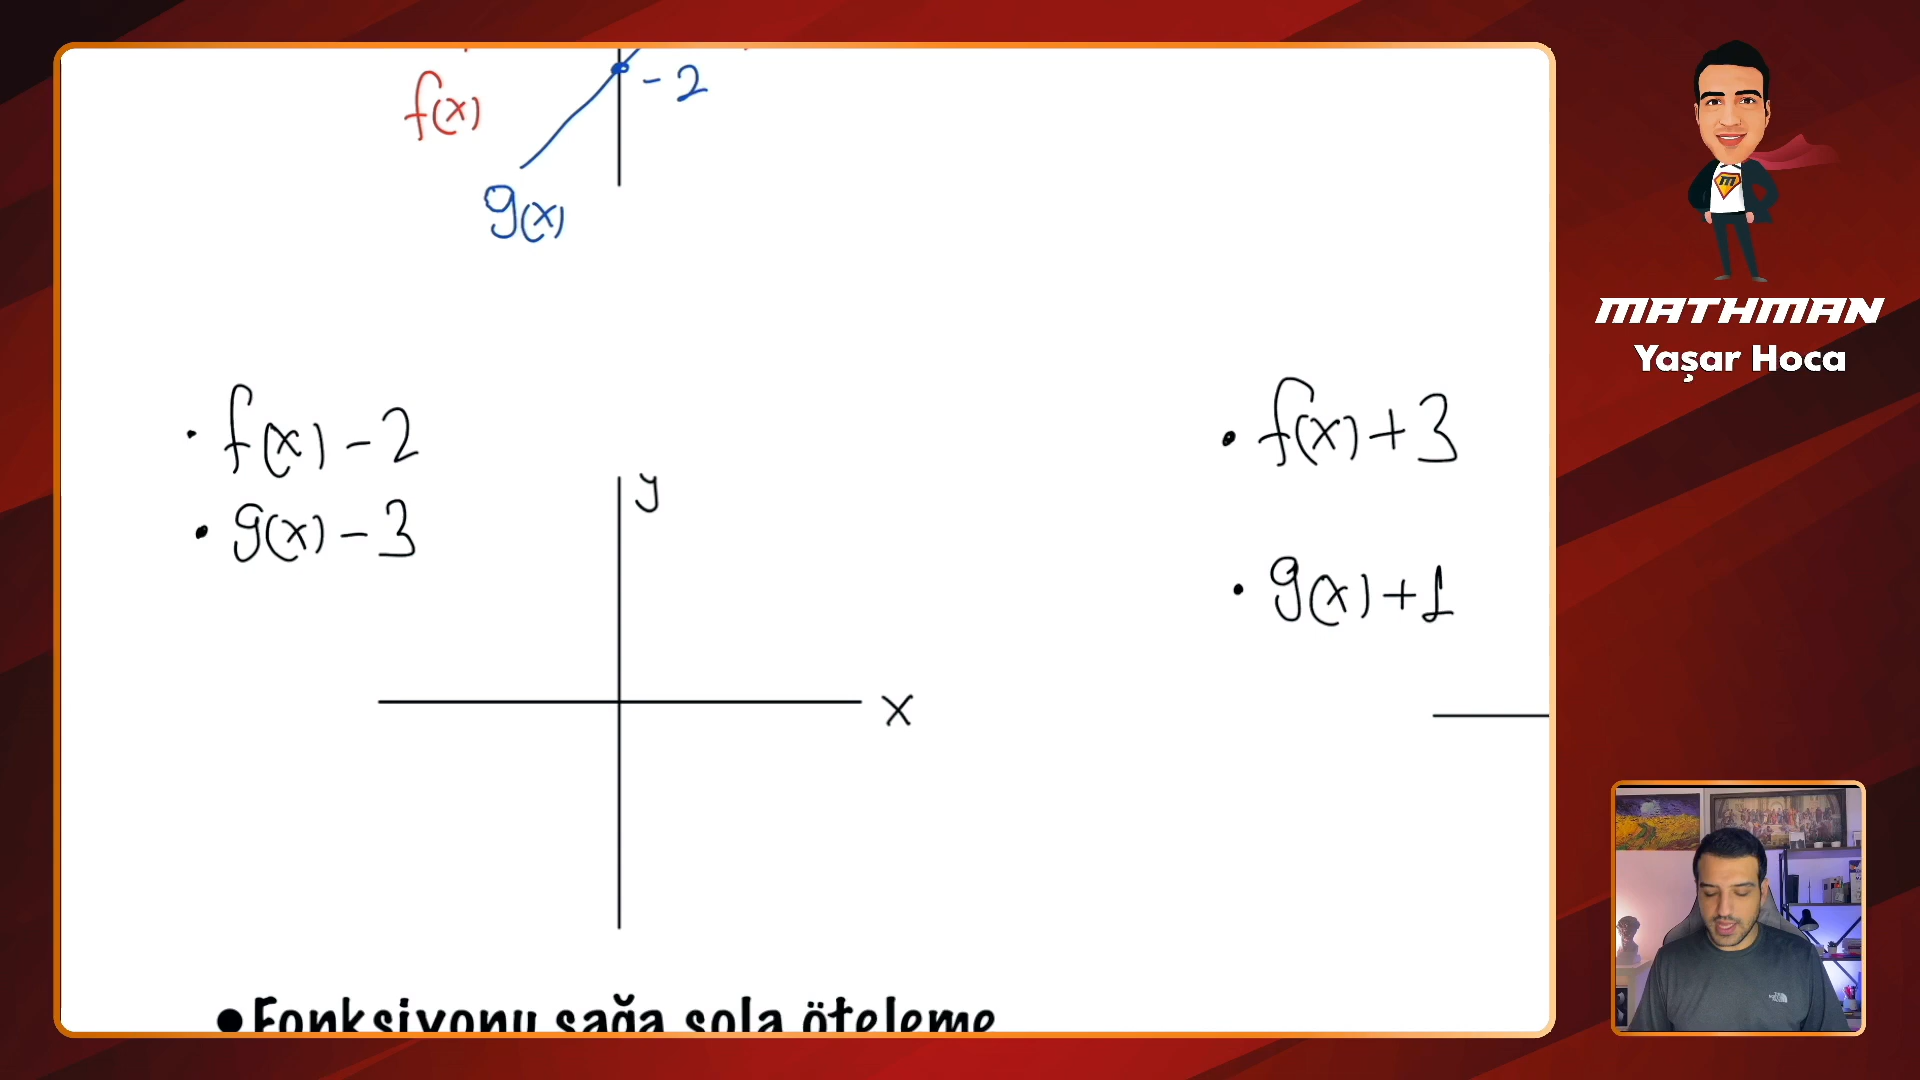 f(x)
-2
g(x)
• f(x) - 2
• g(x) - 3
y
x
• f(x) + 3
• g(x) + 1
• Fonksiyonu sağa sola öteleme
MATHMAN
Yaşar Hoca